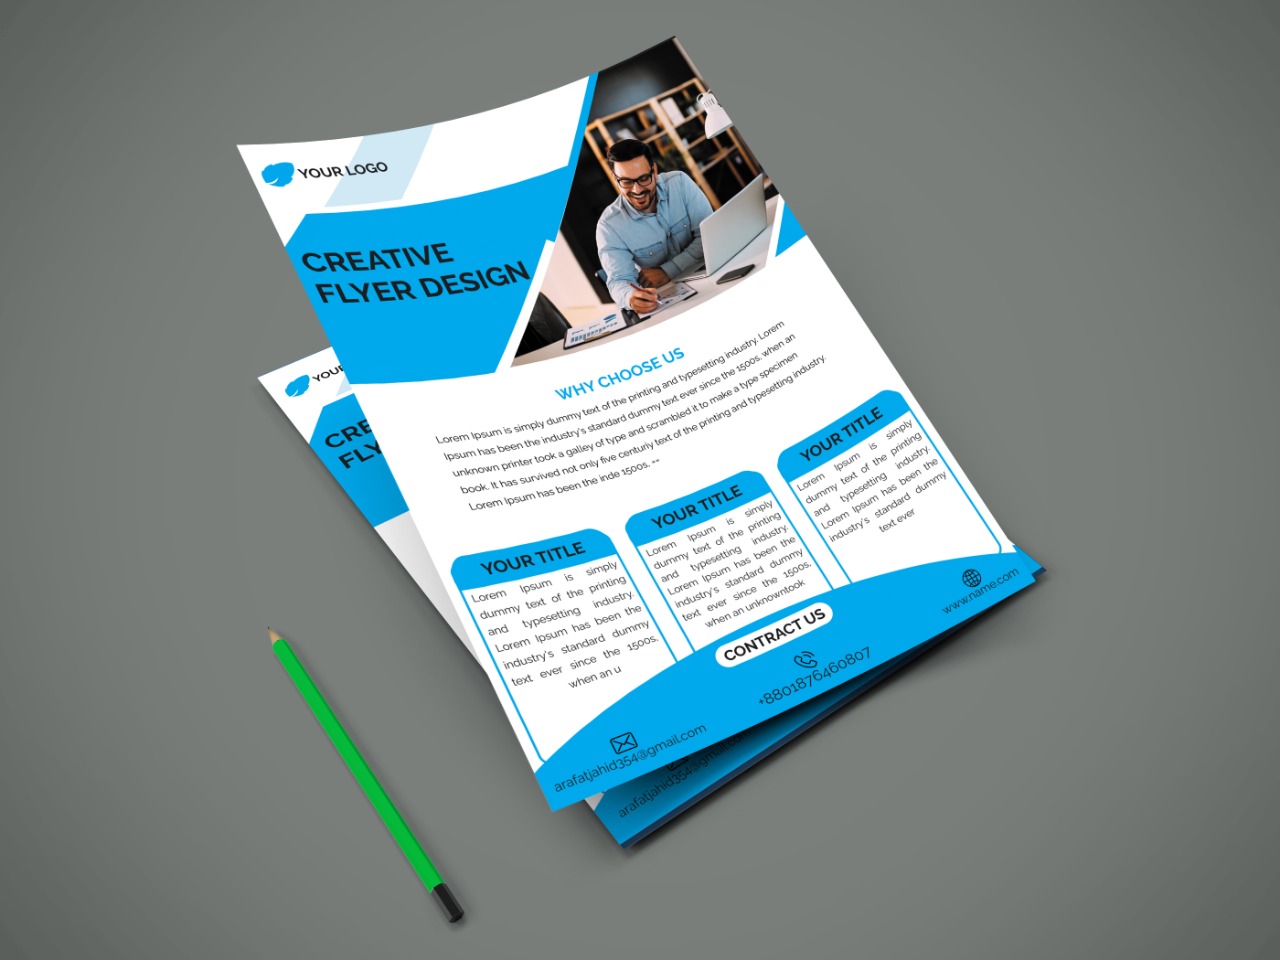 YOUR LOGO
CREATIVE
FLYER DESIGN
WHY CHOOSE US
Lorem Ipsum is simply dummy text of the printing and typesetting industry. Lorem
Ipsum has been the industry's standard dummy text ever since the 1500s, when an
unknown printer took a galley of type and scrambled it to make a type specimen
book. It has survived not only five centuriy text of the printing and typesetting industry.
Lorem Ipsum has been the inde 1500s, ""
YOUR TITLE
Lorem Ipsum is simply
dummy text of the printing
and typesetting industry.
Lorem Ipsum has been the
industry's standard dummy
text ever since the 1500s,
when an u
YOUR TITLE
Lorem Ipsum is simply
dummy text of the printing
and typesetting industry.
Lorem Ipsum has been the
industry's standard dummy
text ever since the 1500s,
when an unknowntook
YOUR TITLE
Lorem Ipsum is simply
dummy text of the printing
and typesetting industry.
Lorem Ipsum has been the
industry's standard dummy
text ever
CONTRACT US
arafatjahid354@gmail.com
+8801876460807
www.name.com
YOUR
CRE
FLY
arafatjahid354@gmail.com